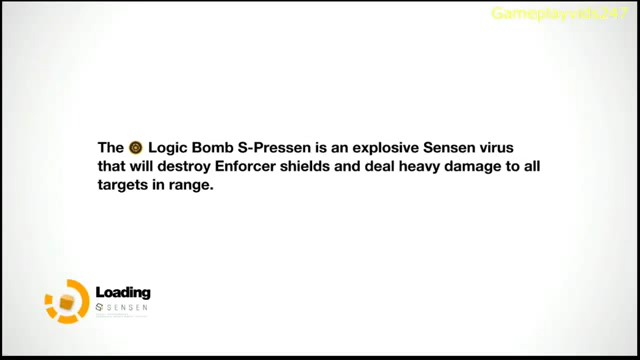 Gameplayvids247
The Logic Bomb S-Pressen is an explosive Sensen virus
that will destroy Enforcer shields and deal heavy damage to all
targets in range.
Loading
SENSEN